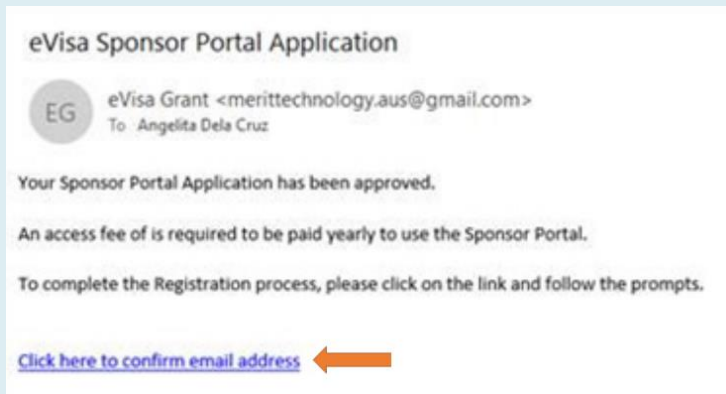 eVisa Sponsor Portal Application
EG
eVisa Grant <merittechnology.aus@gmail.com>
To Angelita Dela Cruz
Your Sponsor Portal Application has been approved.
An access fee of is required to be paid yearly to use the Sponsor Portal.
To complete the Registration process, please click on the link and follow the prompts.
Click here to confirm email address